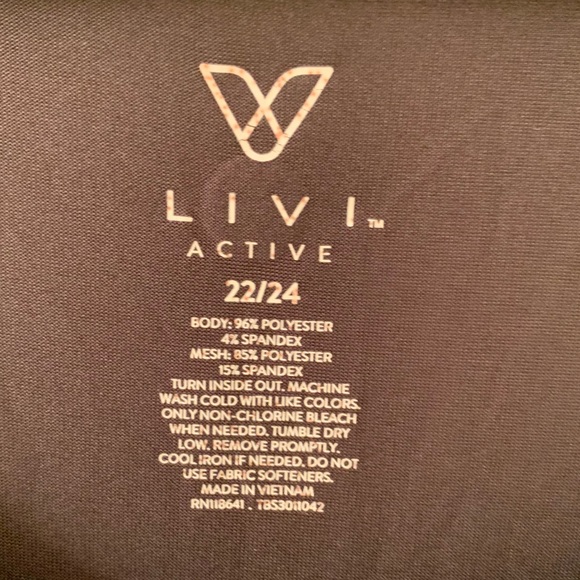 LIVI™
ACTIVE
22/24
BODY: 96% POLYESTER
4% SPANDEX
MESH: 85% POLYESTER
15% SPANDEX
TURN INSIDE OUT. MACHINE
WASH COLD WITH LIKE COLORS.
ONLY NON-CHLORINE BLEACH
WHEN NEEDED. TUMBLE DRY
LOW. REMOVE PROMPTLY.
COOL IRON IF NEEDED. DO NOT
USE FABRIC SOFTENERS.
MADE IN VIETNAM
RN118641 . TBS3011042